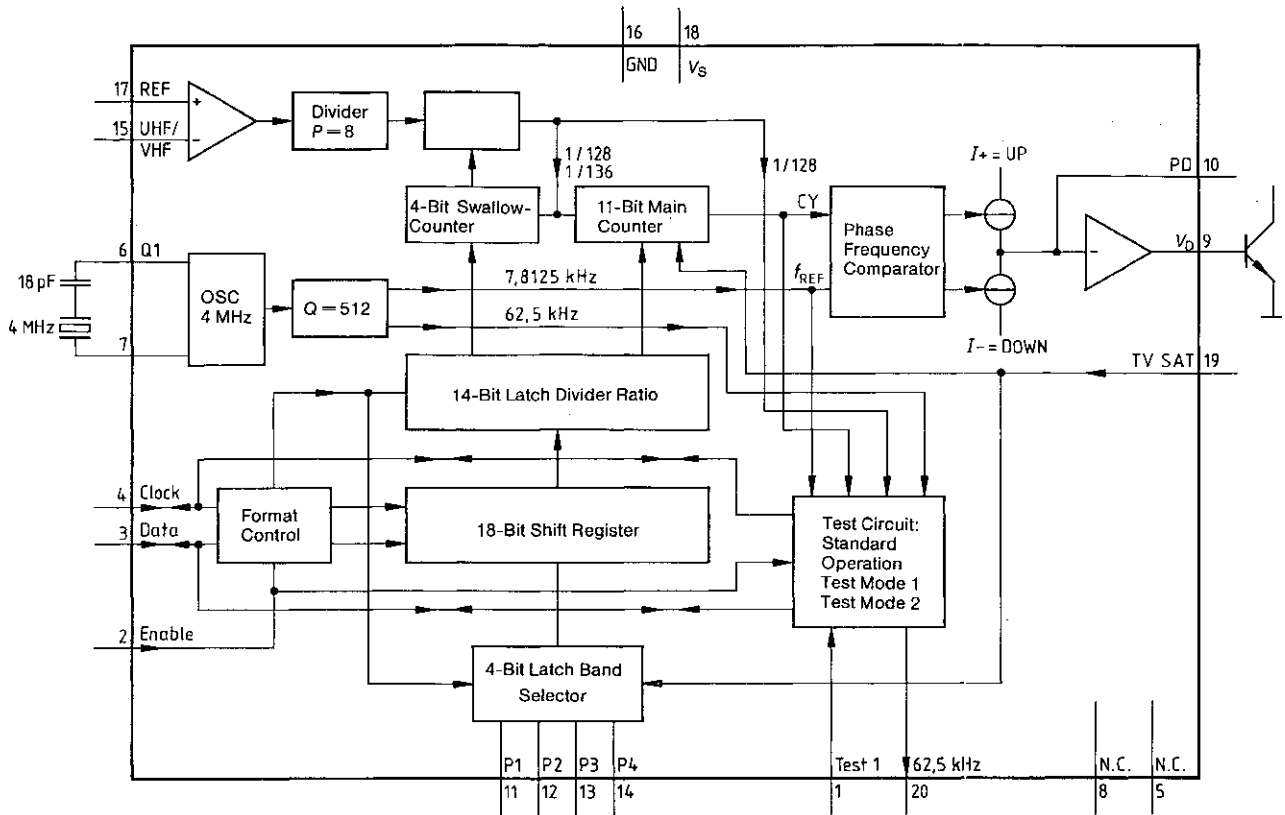 16
18
GND
Vs
17 REF
+
15 UHF/
VHF
−
Divider
P=8
1/128
1/136
1/128
4-Bit Swallow-
Counter
11-Bit Main
Counter
CY
Phase
Frequency
Comparator
fREF
I+=UP
I−=DOWN
PD 10
−
VD 9
6 Q1
18 pF
4 MHz
7
OSC
4 MHz
Q=512
7,8125 kHz
62,5 kHz
TV SAT 19
14-Bit Latch Divider Ratio
4 Clock
3 Data
Format
Control
18-Bit Shift Register
Test Circuit:
Standard
Operation
Test Mode 1
Test Mode 2
2 Enable
4-Bit Latch Band
Selector
P1 P2 P3 P4
11 12 13 14
Test 1
1
62,5 kHz
20
N.C.
8
N.C.
5